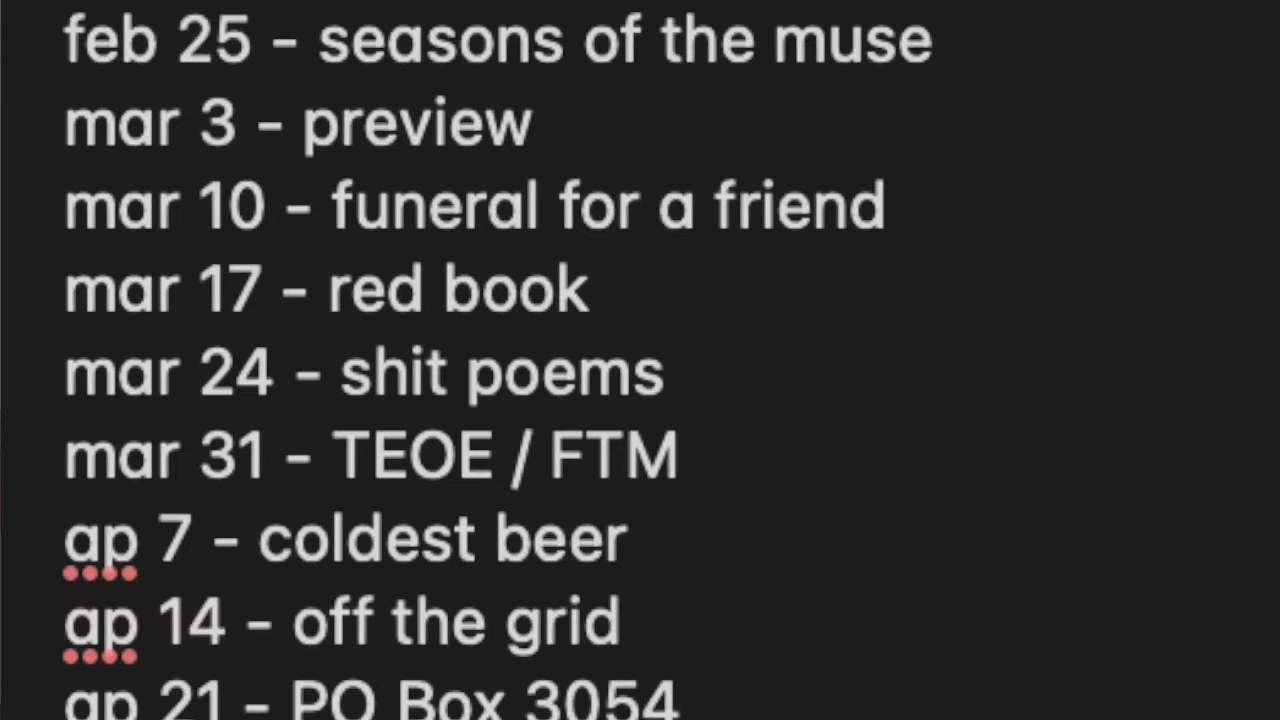 feb 25 - seasons of the muse
mar 3 - preview
mar 10 - funeral for a friend
mar 17 - red book
mar 24 - shit poems
mar 31 - TEOE / FTM
ap 7 - coldest beer
ap 14 - off the grid
ap 21 - PO Box 3054